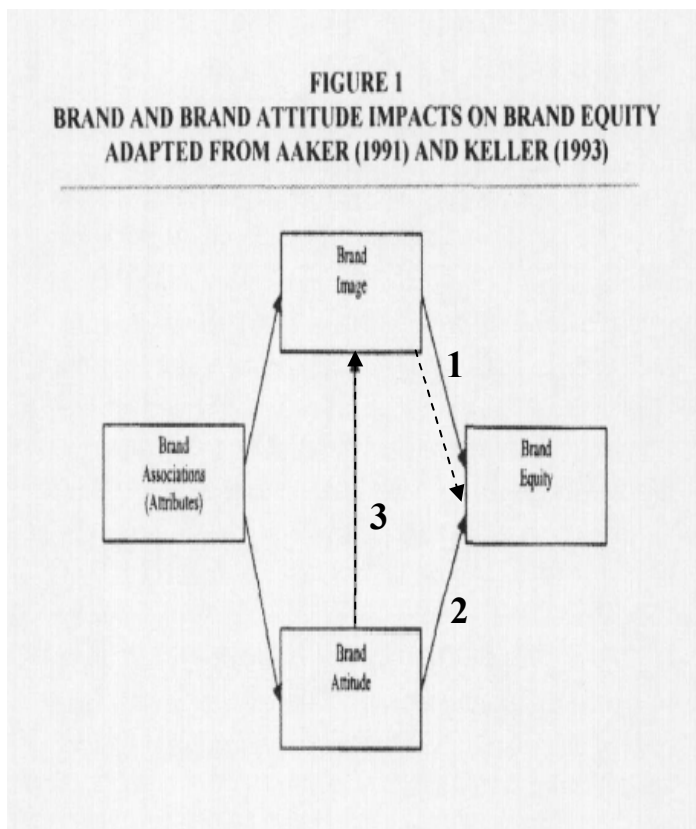 FIGURE 1
BRAND AND BRAND ATTITUDE IMPACTS ON BRAND EQUITY
ADAPTED FROM AAKER (1991) AND KELLER (1993)
Brand
Image
1
Brand
Associations
(Attributes)
Brand
Equity
3
2
Brand
Attitude